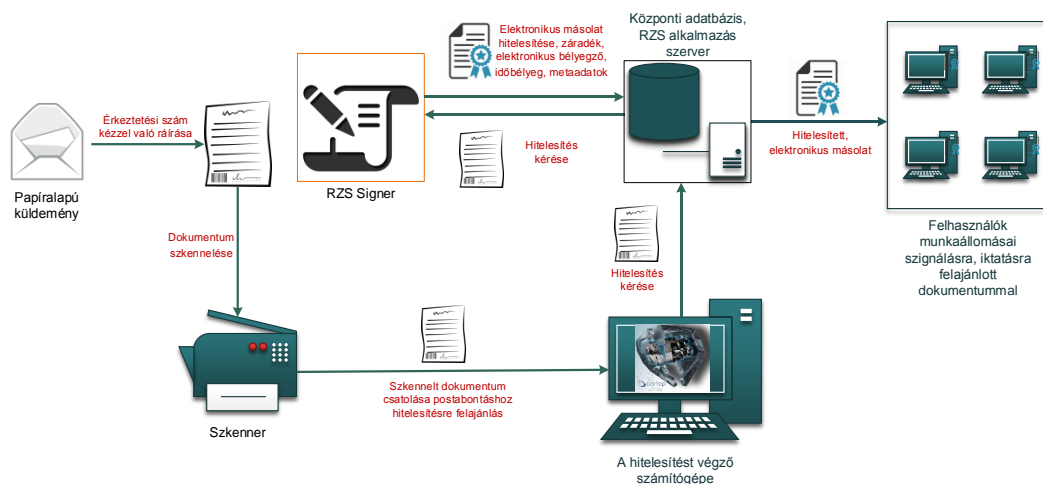 Papíralapú
küldemény
Érkeztetési szám
kézzel való ráírása
RZS Signer
Elektronikus másolat
hitelesítése, záradék,
elektronikus bélyegző,
időbélyeg, metaadatok
Hitelesítés
kérése
Központi adatbázis,
RZS alkalmazás
szerver
Hitelesített,
elektronikus másolat
Felhasználók
munkaállomásai
szignálásra, iktatásra
felajánlott
dokumentummal
Dokumentum
szkennelése
Hitelesítés
kérése
Szkenner
Szkennelt dokumentum
csatolása postabontáshoz
hitelesítésre felajánlás
A hitelesítést végző
számítógépe